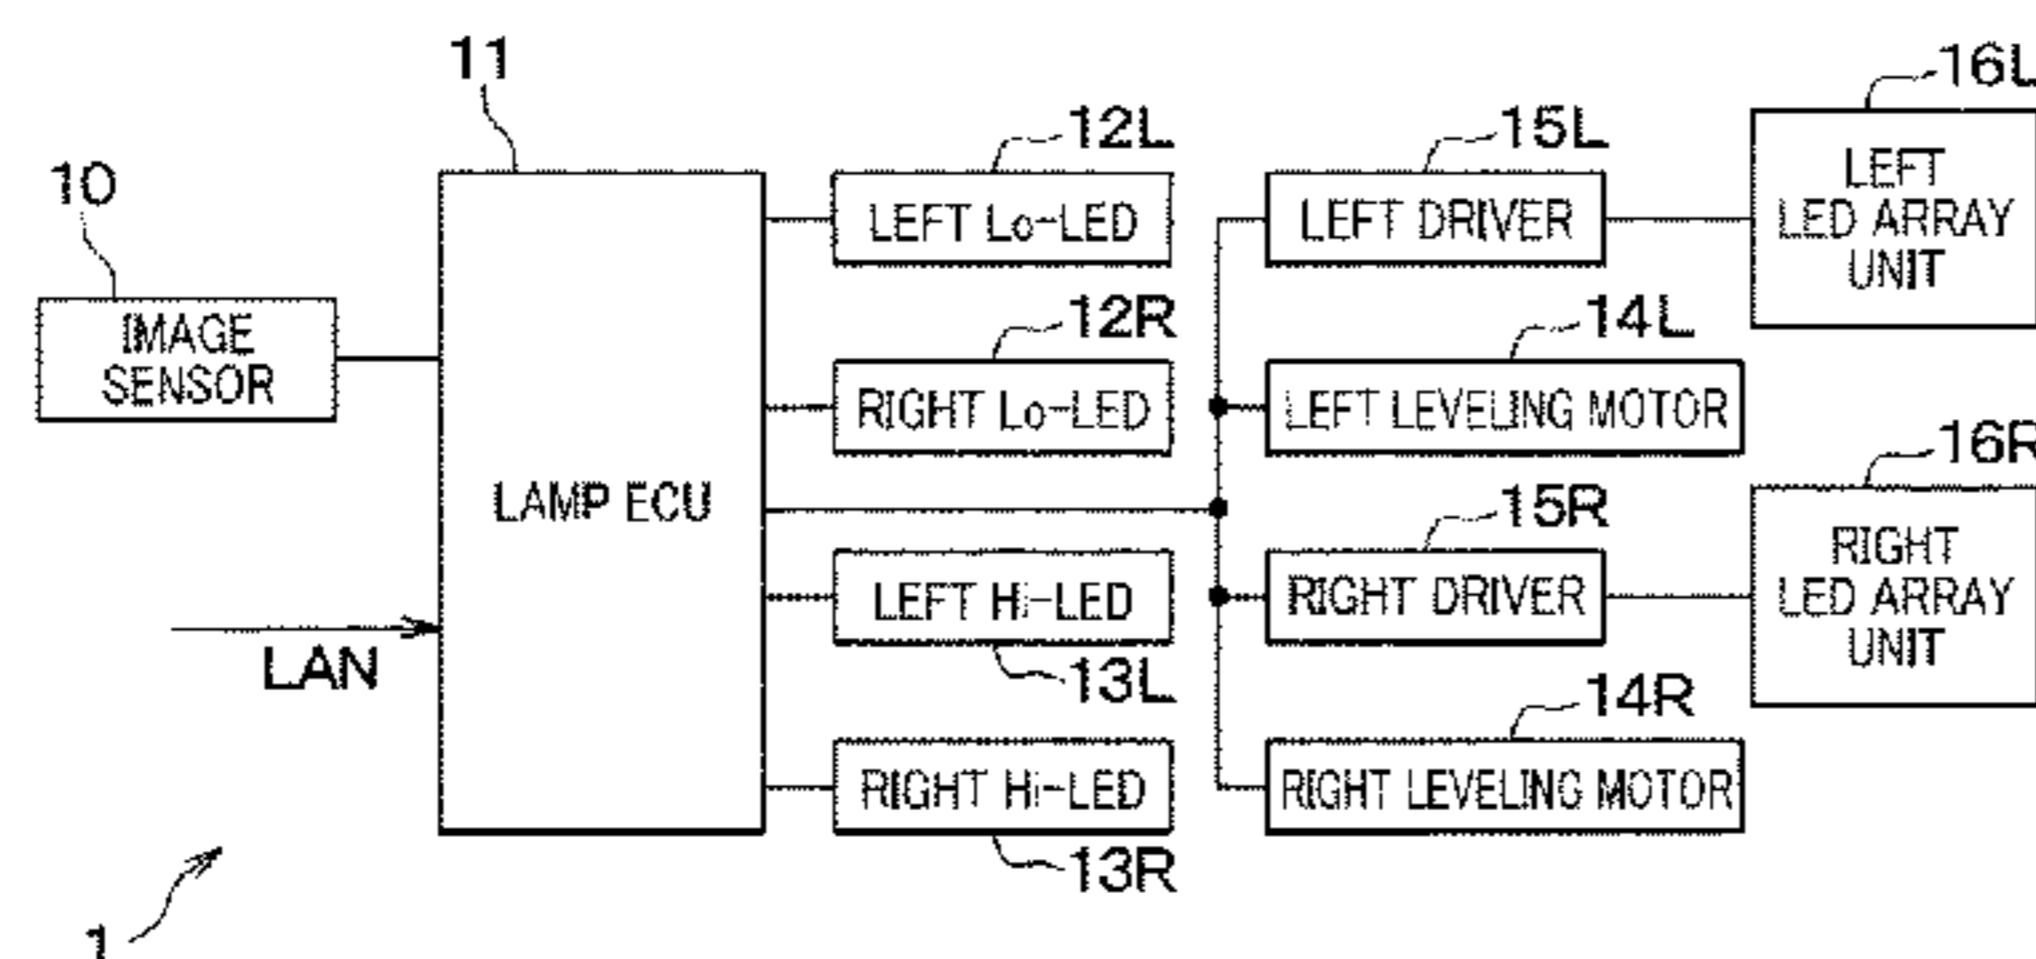 11
16L
12L
15L
10
LEFT
LED ARRAY
UNIT
LEFT Lo-LED
LEFT DRIVER
IMAGE
SENSOR
12R
14L
RIGHT Lo-LED
LEFT LEVELING MOTOR
16R
LAMP ECU
15R
RIGHT
LED ARRAY
UNIT
LEFT Hi-LED
RIGHT DRIVER
LAN
13L
14R
RIGHT Hi-LED
RIGHT LEVELING MOTOR
13R
1